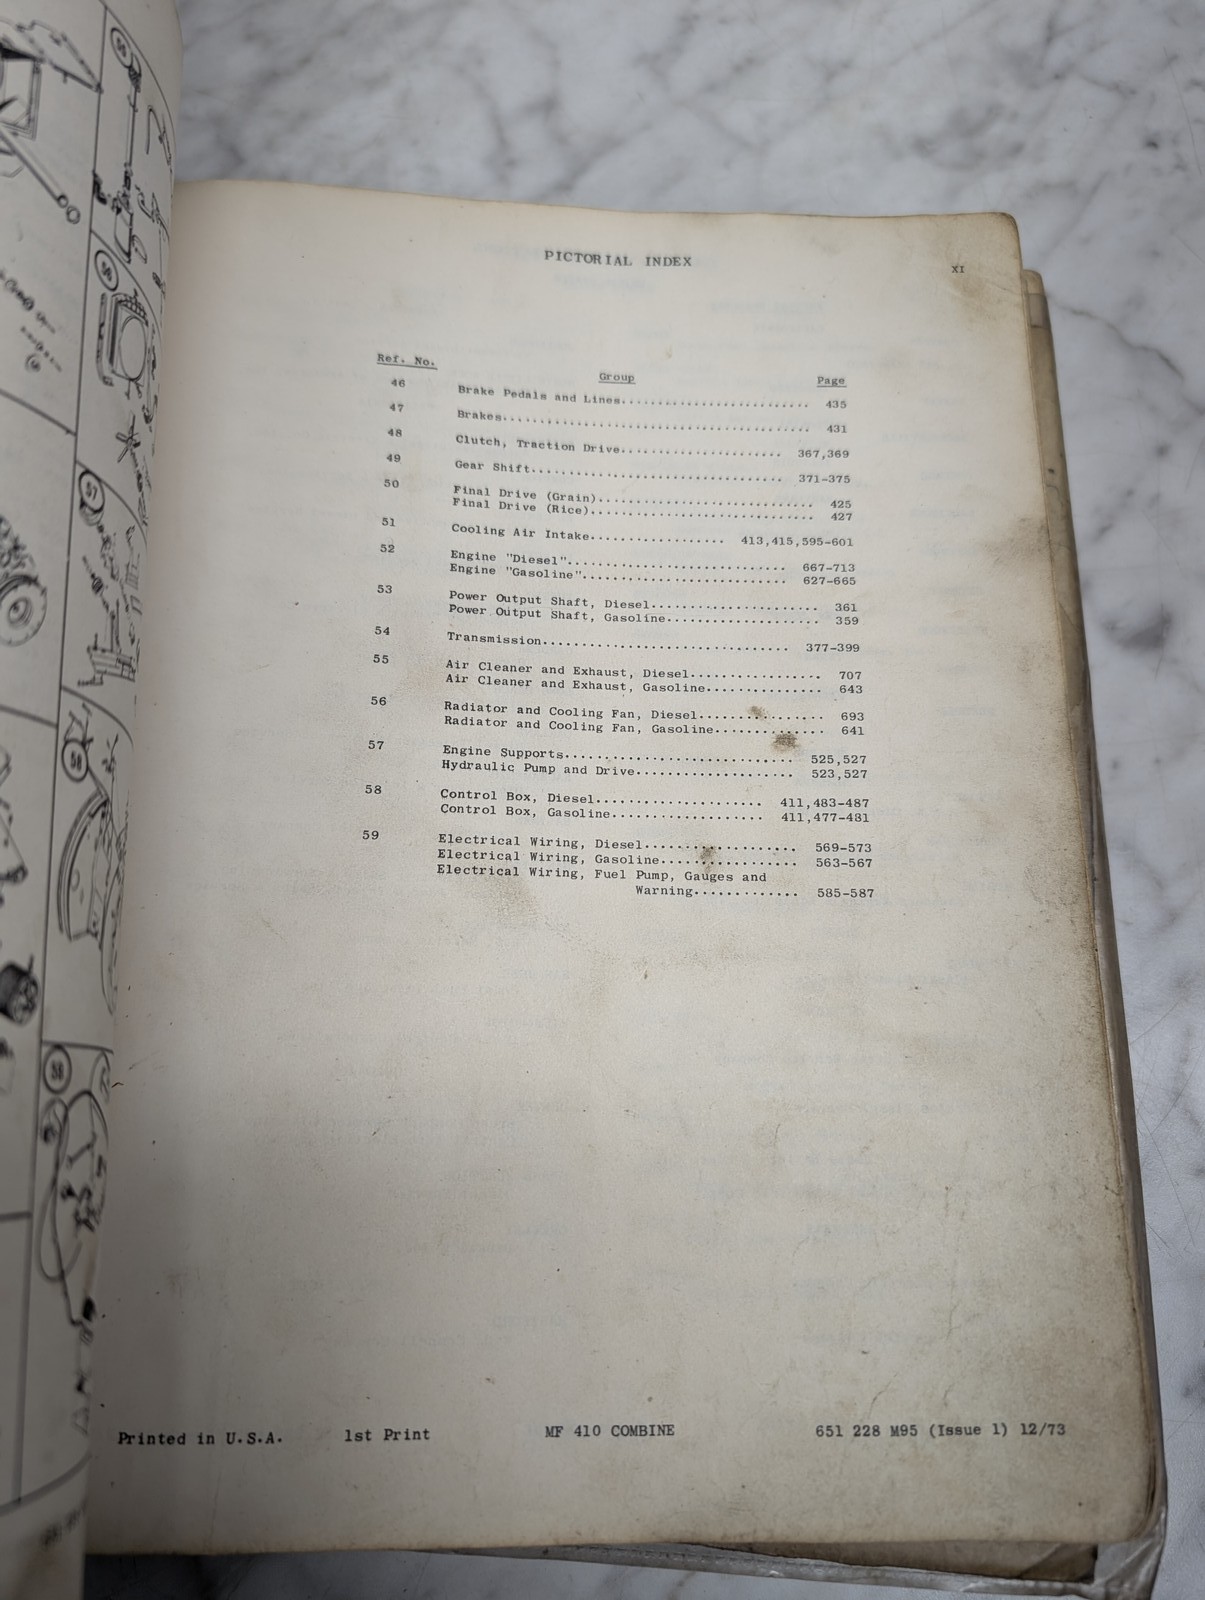 PICTORIAL INDEX
XI
Ref. No. Group Page
46 Brake Pedals and Lines.......................... 435
47 Brakes.......................................... 431
48 Clutch, Traction Drive...................... 367,369
49 Gear Shift.................................. 371-375
50 Final Drive (Grain)............................. 425
Final Drive (Rice).............................. 427
51 Cooling Air Intake................. 413,415,595-601
52 Engine "Diesel"............................. 667-713
Engine "Gasoline"........................... 627-665
53 Power Output Shaft, Diesel...................... 361
Power Output Shaft, Gasoline.................... 359
54 Transmission............................... 377-399
55 Air Cleaner and Exhaust, Diesel................. 707
Air Cleaner and Exhaust, Gasoline............... 643
56 Radiator and Cooling Fan, Diesel................ 693
Radiator and Cooling Fan, Gasoline.............. 641
57 Engine Supports............................. 525,527
Hydraulic Pump and Drive.................... 523,527
58 Control Box, Diesel..................... 411,483-487
Control Box, Gasoline................... 411,477-481
59 Electrical Wiring, Diesel................... 569-573
Electrical Wiring, Gasoline................. 563-567
Electrical Wiring, Fuel Pump, Gauges and
Warning............. 585-587
Printed in U.S.A. 1st Print MF 410 COMBINE 651 228 M95 (Issue 1) 12/73
57
58